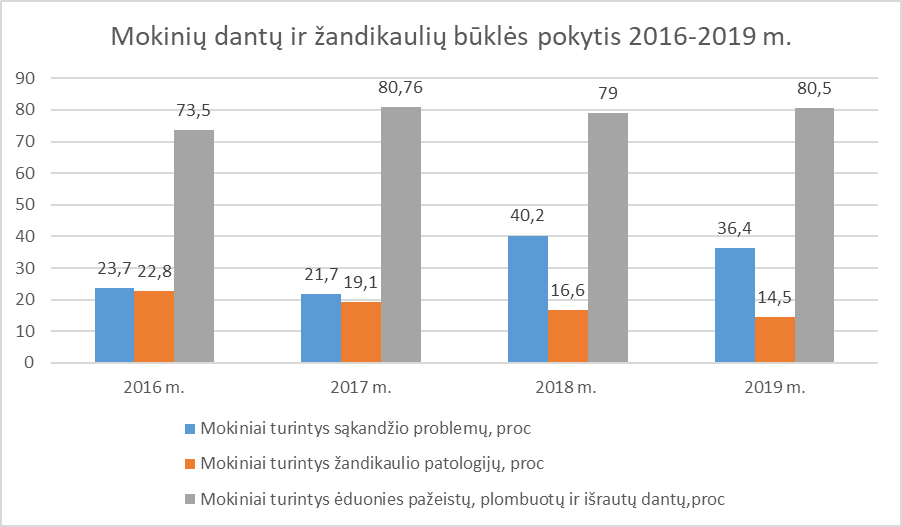 Mokinių dantų ir žandikaulių būklės pokytis 2016-2019 m.
90
80
70
60
50
40
30
20
10
0
23,7
22,8
73,5
21,7
19,1
80,76
40,2
16,6
79
36,4
14,5
80,5
2016 m.
2017 m.
2018 m.
2019 m.
Mokiniai turintys sąkandžio problemų, proc
Mokiniai turintys žandikaulio patologijų, proc
Mokiniai turintys ėduonies pažeistų, plombuotų ir išrautų dantų,proc